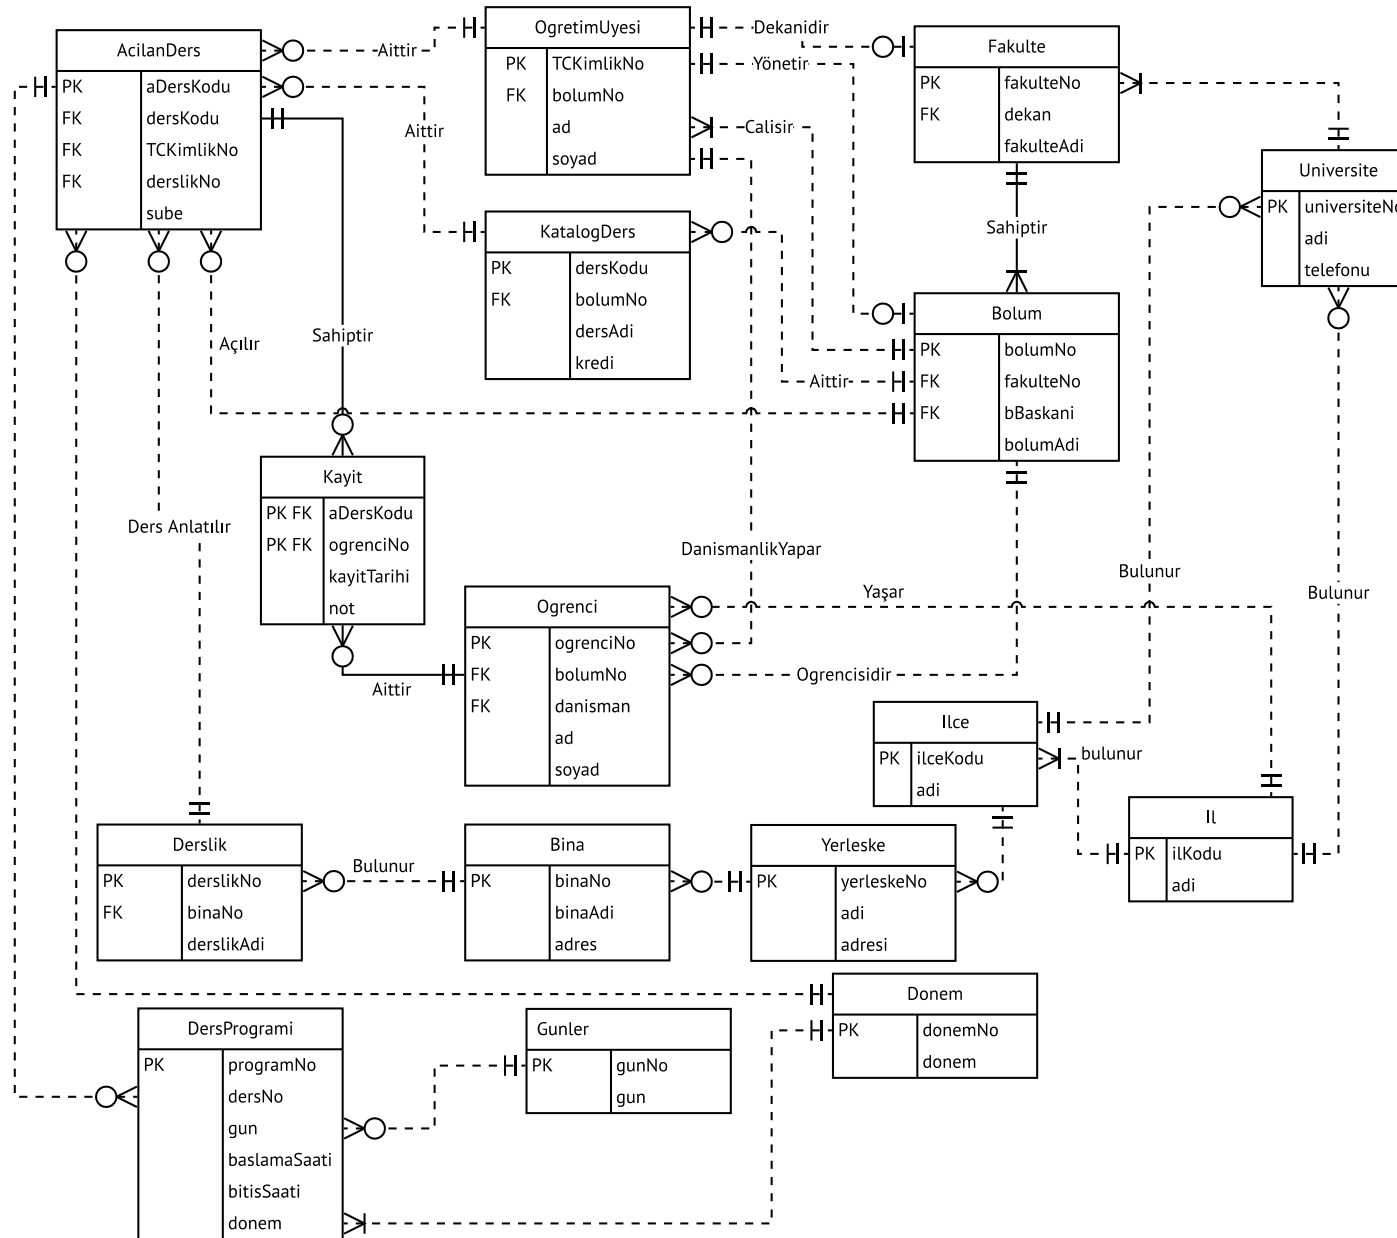 AcilanDers
PK aDersKodu
FK dersKodu
FK TCKimlikNo
FK derslikNo
sube
Aittir
OgretimUyesi
PK TCKimlikNo
FK bolumNo
ad
soyad
Dekanidir
Yönetir
Calisir
Fakulte
PK fakulteNo
FK dekan
fakulteAdi
Universite
PK universiteNo
adi
telefonu
Aittir
KatalogDers
PK dersKodu
FK bolumNo
dersAdi
kredi
Sahiptir
Bolum
PK bolumNo
FK fakulteNo
FK bBaskani
bolumAdi
Aittir
Açılır
Sahiptir
Kayit
PK FK aDersKodu
PK FK ogrenciNo
kayitTarihi
not
Ders Anlatılır
DanismanlikYapar
Bulunur
Bulunur
Yaşar
Ogrenci
PK ogrenciNo
FK bolumNo
FK danisman
ad
soyad
Aittir
Ogrencisidir
Ilce
PK ilceKodu
adi
bulunur
Il
PK ilKodu
adi
Derslik
PK derslikNo
FK binaNo
derslikAdi
Bulunur
Bina
PK binaNo
binaAdi
adres
Yerleske
PK yerleskeNo
adi
adresi
Donem
PK donemNo
donem
DersProgrami
PK programNo
dersNo
gun
baslamaSaati
bitisSaati
donem
Gunler
PK gunNo
gun